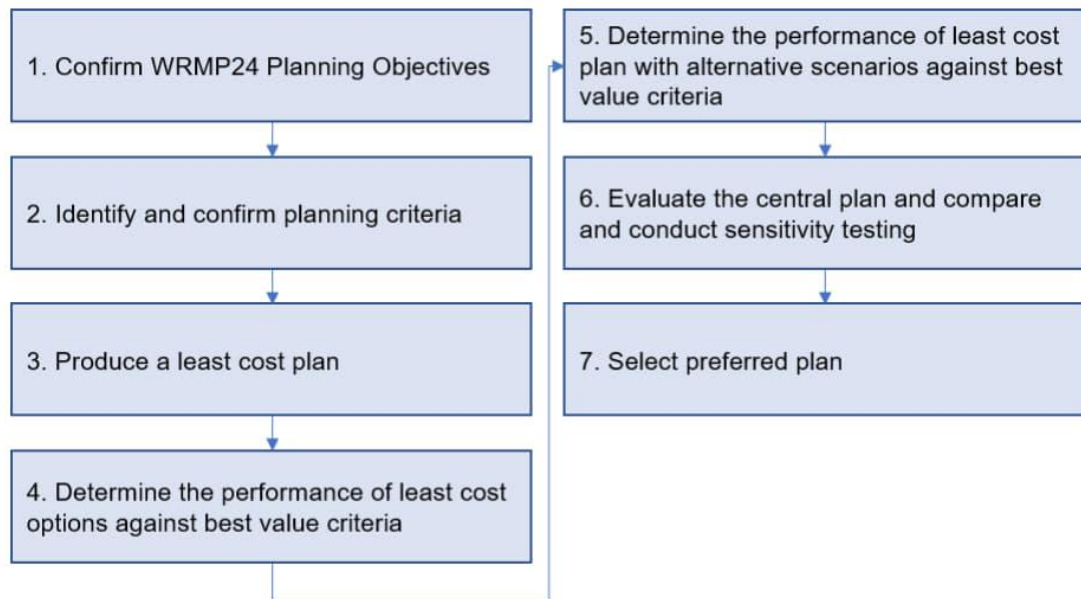 1. Confirm WRMP24 Planning Objectives
2. Identify and confirm planning criteria
3. Produce a least cost plan
4. Determine the performance of least cost
options against best value criteria
5. Determine the performance of least cost
plan with alternative scenarios against best
value criteria
6. Evaluate the central plan and compare
and conduct sensitivity testing
7. Select preferred plan